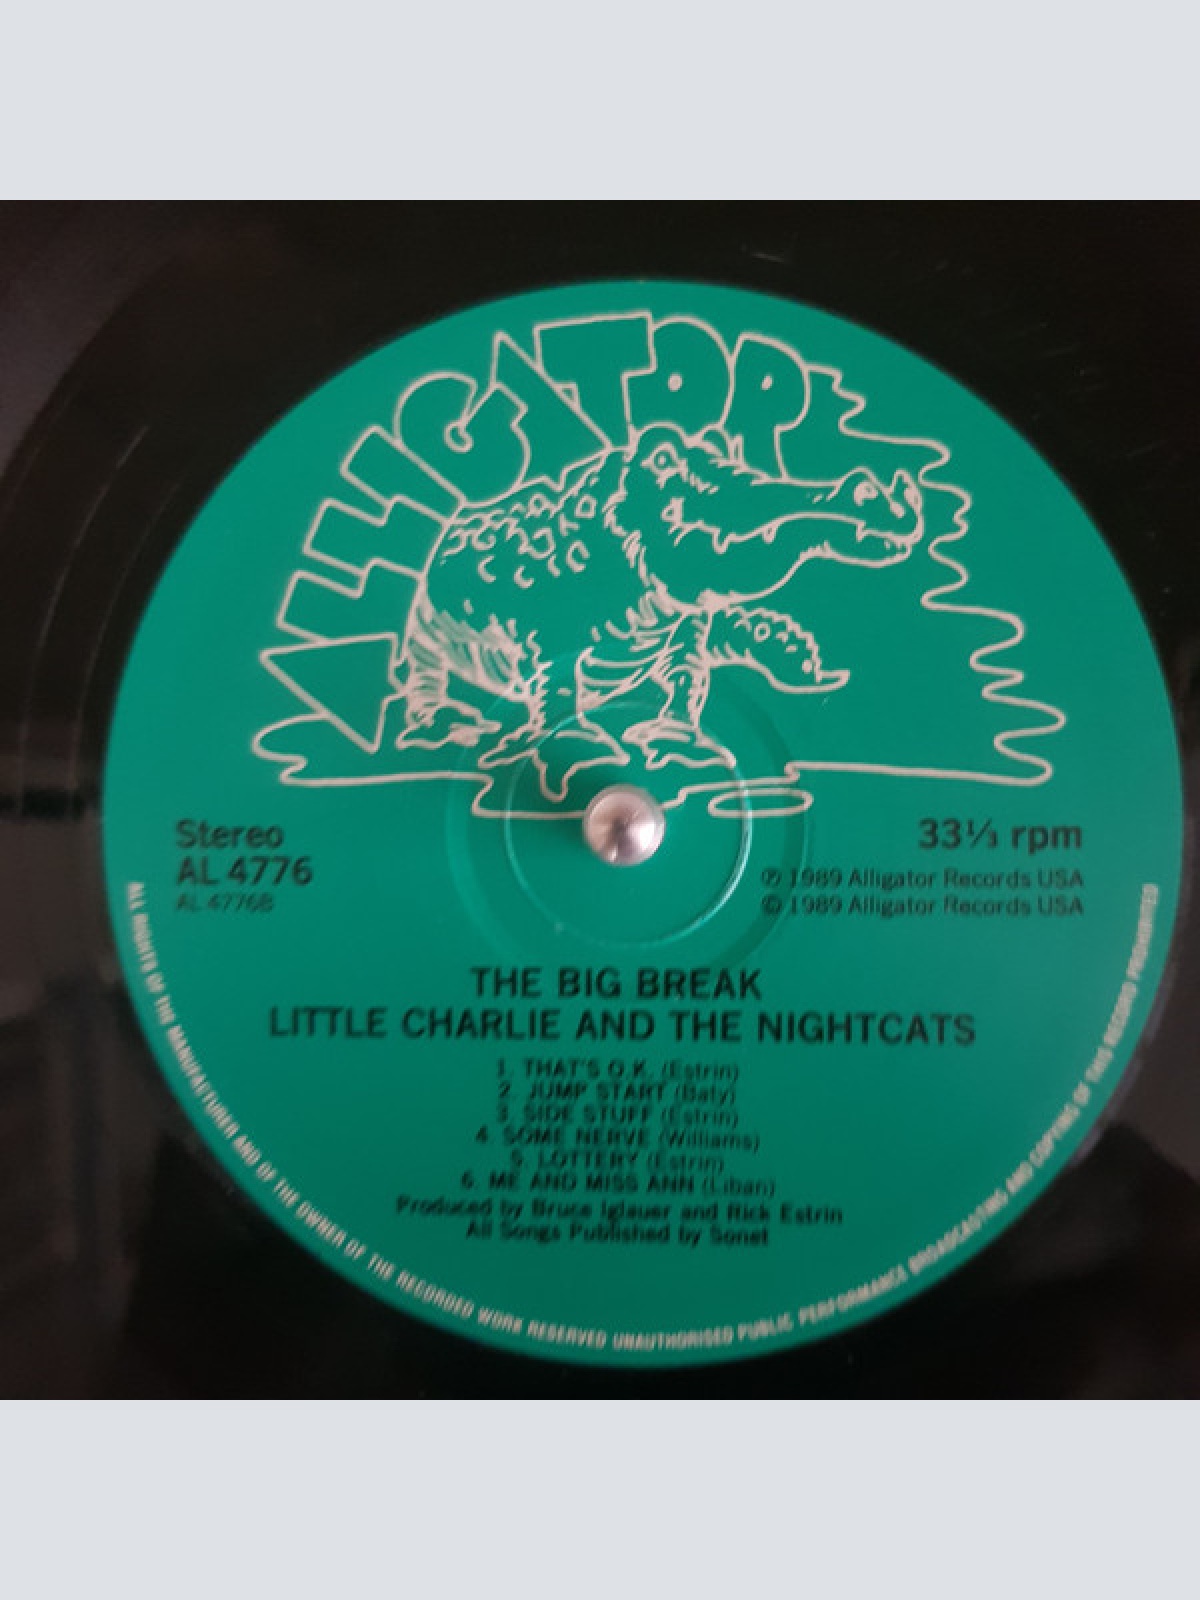 ALLIGATOR
Stereo
AL 4776
AL 4776B
33⅓ rpm
℗ 1989 Alligator Records USA
© 1989 Alligator Records USA
THE BIG BREAK
LITTLE CHARLIE AND THE NIGHTCATS
1. THAT'S O.K. (Estrin)
2. JUMP START (Baty)
3. SIDE STUFF (Estrin)
4. SOME NERVE (Williams)
5. LOTTERY (Estrin)
6. ME AND MISS ANN (Liban)
Produced by Bruce Iglauer and Rick Estrin
All Songs Published by Sonet
ALL RIGHTS OF THE MANUFACTURER AND OF THE OWNER OF THE RECORDED WORK RESERVED UNAUTHORISED PUBLIC PERFORMANCE BROADCASTING AND COPYING OF THIS RECORD PROHIBITED